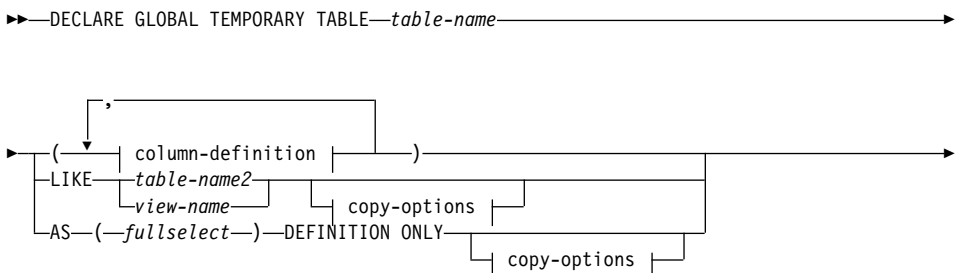 DECLARE GLOBAL TEMPORARY TABLE table-name
,
( column-definition )
LIKE table-name2
view-name copy-options
AS ( fullselect ) DEFINITION ONLY
copy-options